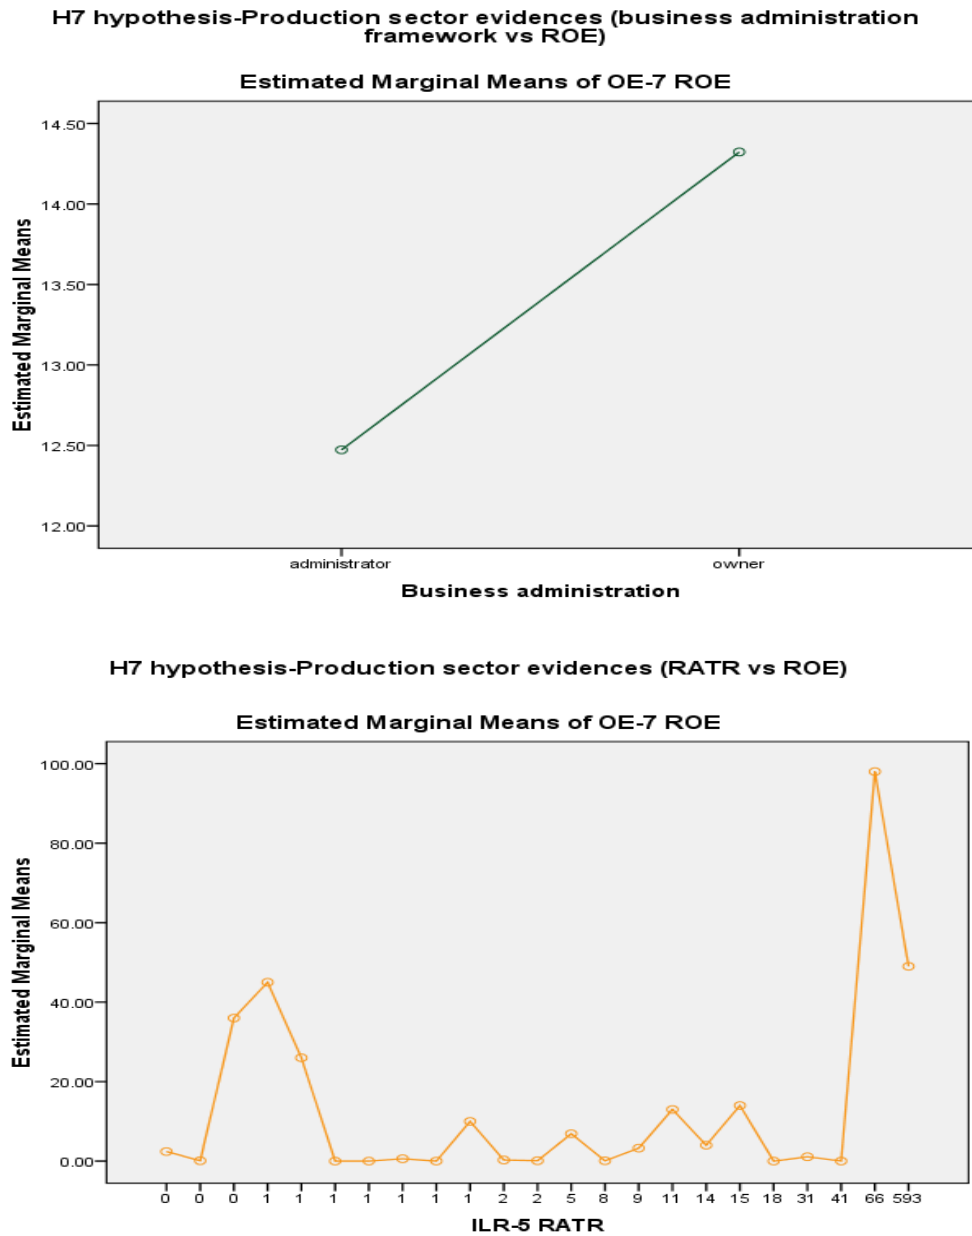 H7 hypothesis-Production sector evidences (business administration
framework vs ROE)
Estimated Marginal Means of OE-7 ROE
Estimated Marginal Means
14.50
14.00
13.50
13.00
12.50
12.00
administrator owner
Business administration
H7 hypothesis-Production sector evidences (RATR vs ROE)
Estimated Marginal Means of OE-7 ROE
Estimated Marginal Means
100.00
80.00
60.00
40.00
20.00
0.00
0 0 0 1 1 1 1 1 1 1 2 2 5 8 9 11 14 15 18 31 41 66 593
ILR-5 RATR